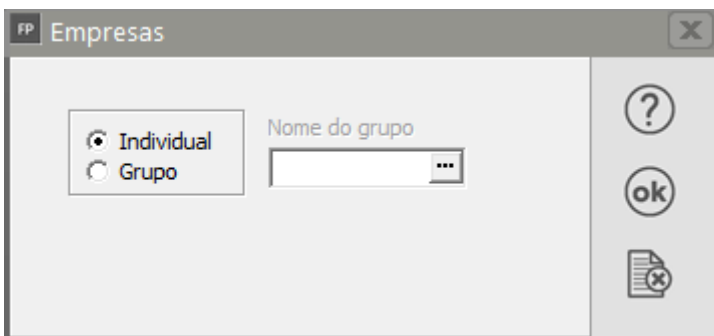 FP Empresas
Individual
Grupo
Nome do grupo
...
?
ok